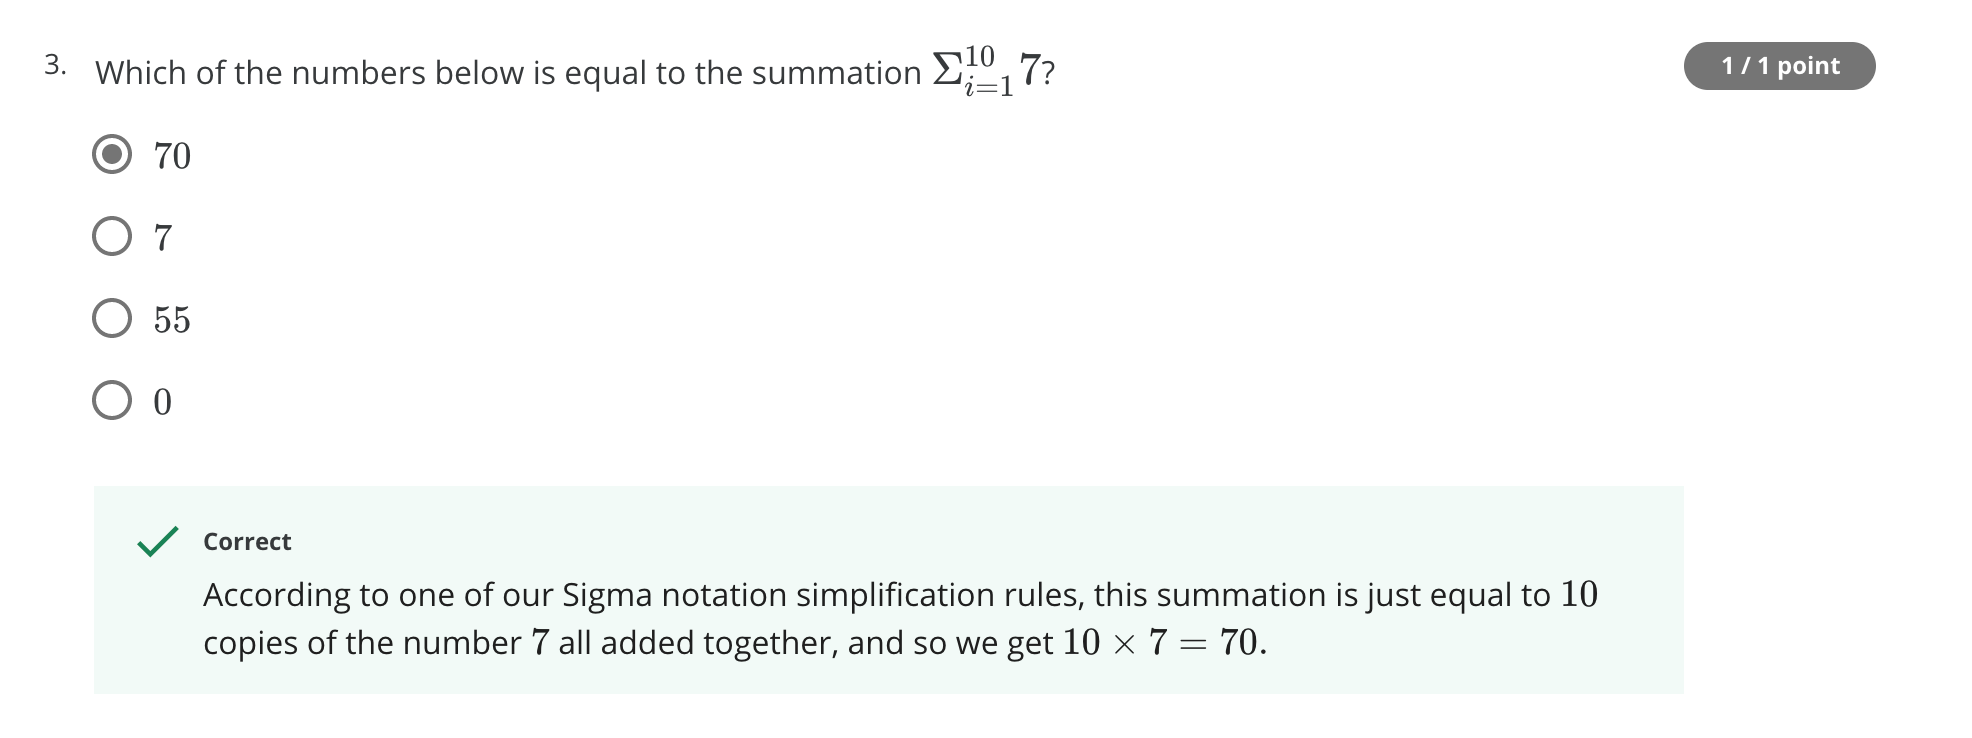 3. Which of the numbers below is equal to the summation $\Sigma_{i=1}^{10} 7$?
1 / 1 point
70
7
55
0
Correct
According to one of our Sigma notation simplification rules, this summation is just equal to 10
copies of the number 7 all added together, and so we get 10 × 7 = 70.